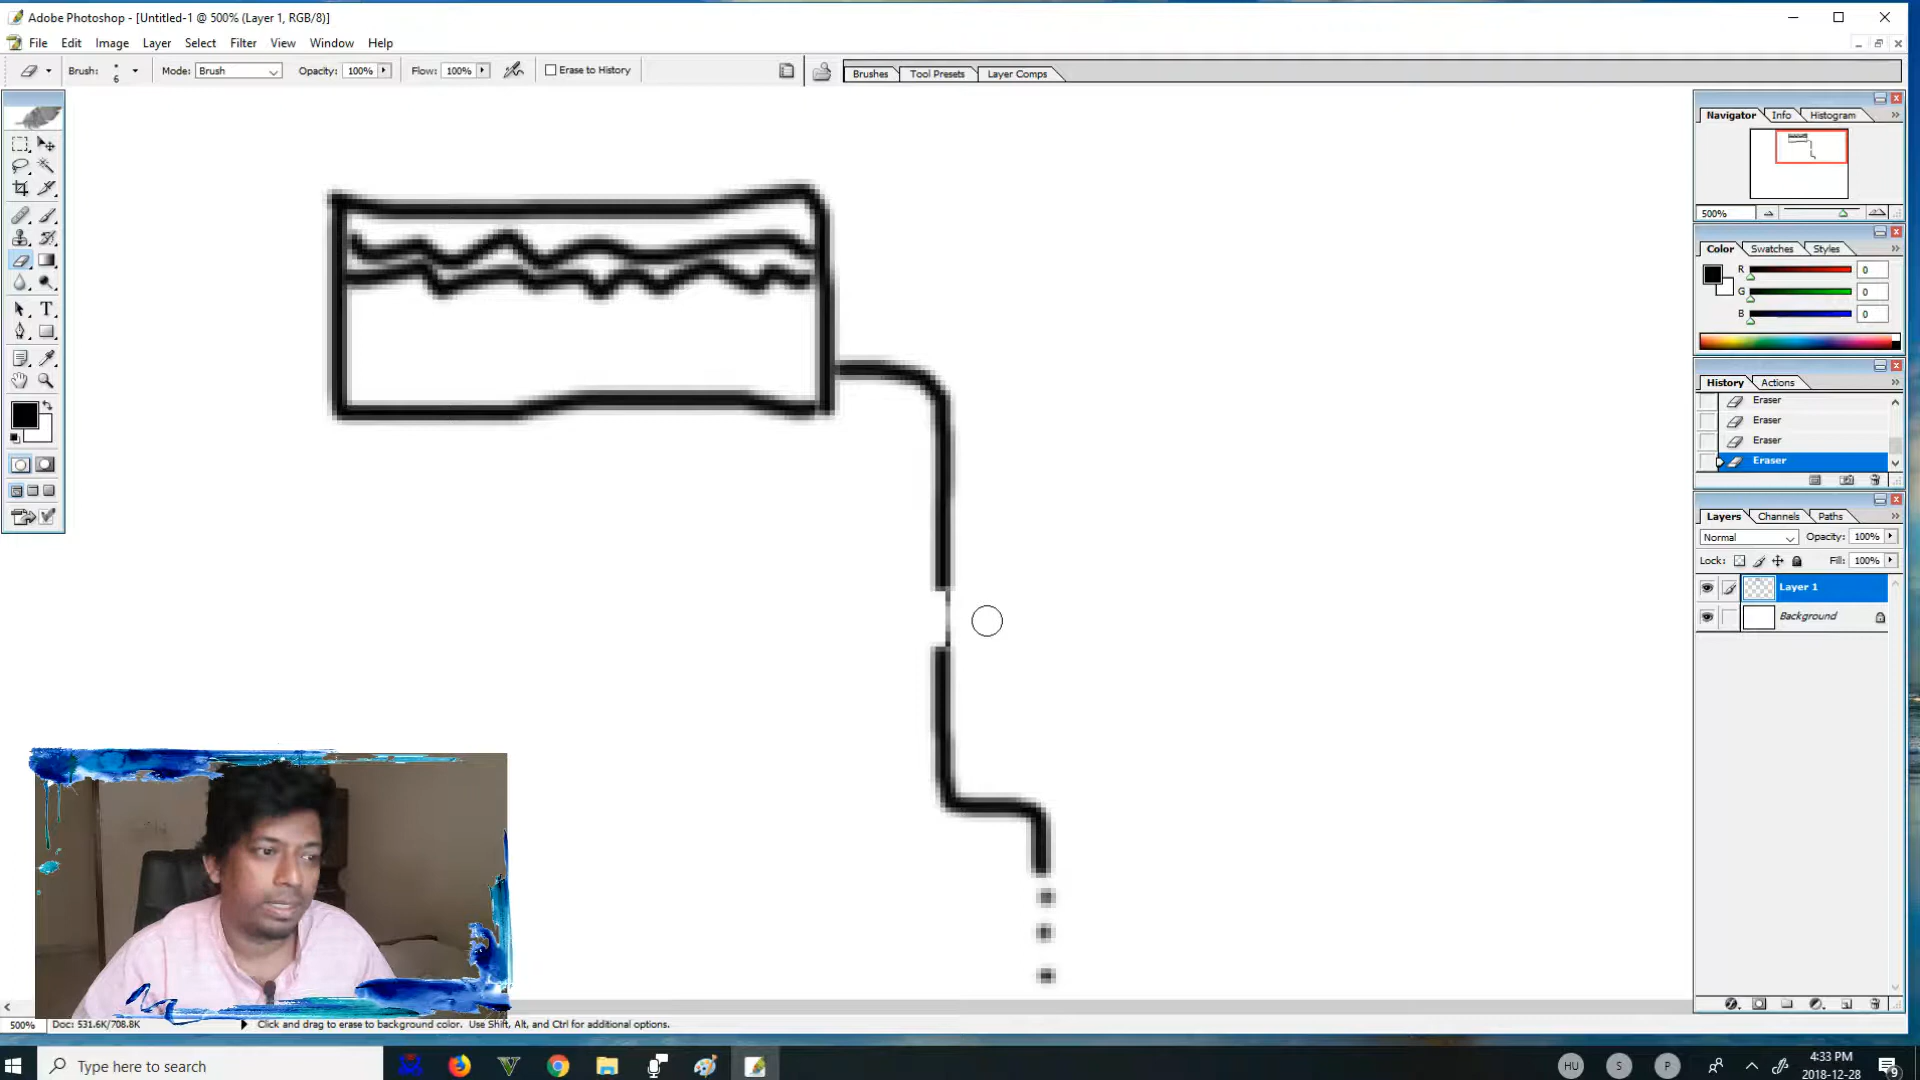 Adobe Photoshop - [Untitled-1 @ 500% (Layer 1, RGB/8)]
File Edit Image Layer Select Filter View Window Help
Brush: 6 Mode: Brush Opacity: 100% Flow: 100% Erase to History
Brushes Tool Presets Layer Comps
Navigator Info Histogram
500%
Color Swatches Styles
R 0
G 0
B 0
History Actions
Eraser
Eraser
Eraser
Eraser
Layers Channels Paths
Normal Opacity: 100%
Lock: Fill: 100%
Layer 1
Background
500% Doc: 531.6K/708.8K Click and drag to erase to background color. Use Shift, Alt, and Ctrl for additional options.
Type here to search
HU S P
4:33 PM
2018-12-28
9